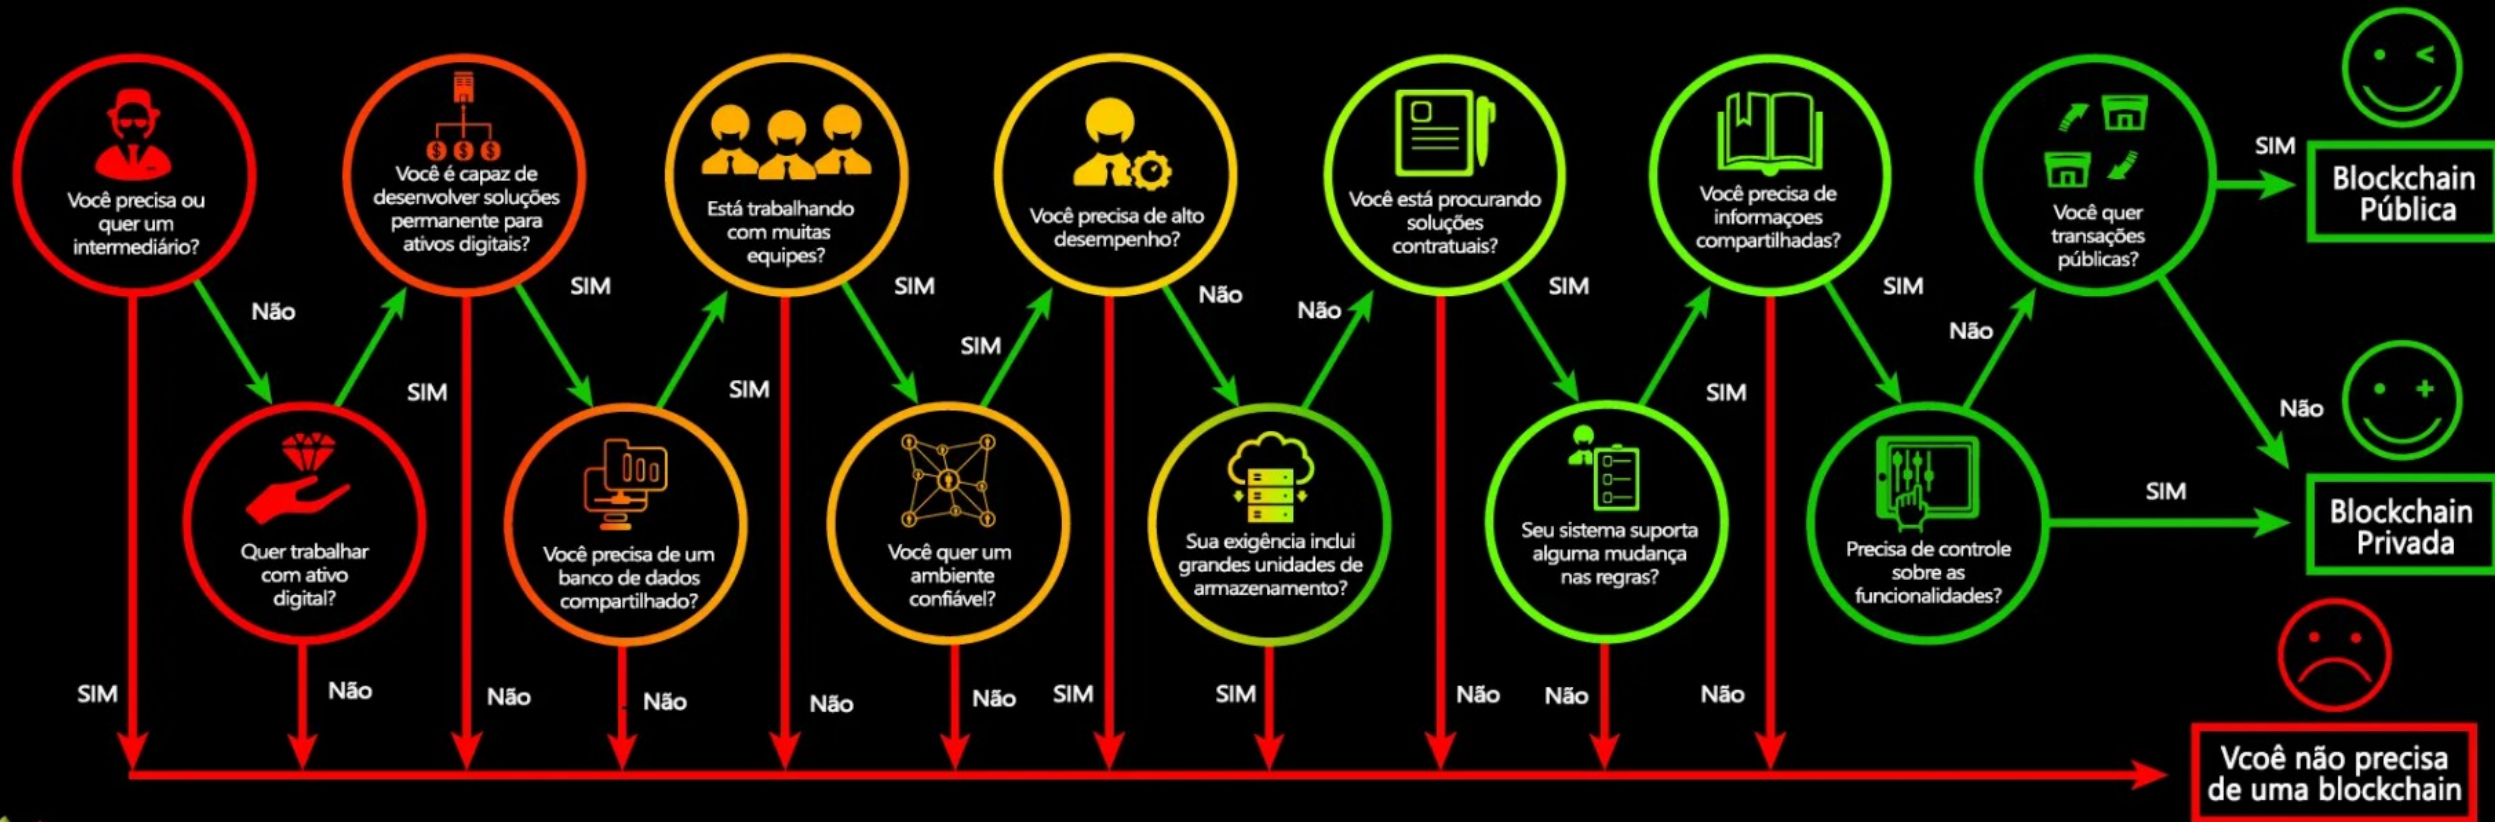 Você precisa ou
quer um
intermediário?
SIM
Não
Quer trabalhar
com ativo
digital?
Não
SIM
Você é capaz de
desenvolver soluções
permanente para
ativos digitais?
Não
SIM
Você precisa de um
banco de dados
compartilhado?
Não
SIM
Está trabalhando
com muitas
equipes?
Não
SIM
Você quer um
ambiente
confiável?
Não
SIM
Você precisa de alto
desempenho?
SIM
Não
Sua exigência inclui
grandes unidades de
armazenamento?
SIM
Não
Você está procurando
soluções
contratuais?
Não
SIM
Seu sistema suporta
alguma mudança
nas regras?
Não
SIM
Você precisa de
informaçoes
compartilhadas?
Não
SIM
Precisa de controle
sobre as
funcionalidades?
Não
SIM
Você quer
transações
públicas?
SIM
Não
Blockchain
Pública
Blockchain
Privada
Vcoê não precisa
de uma blockchain